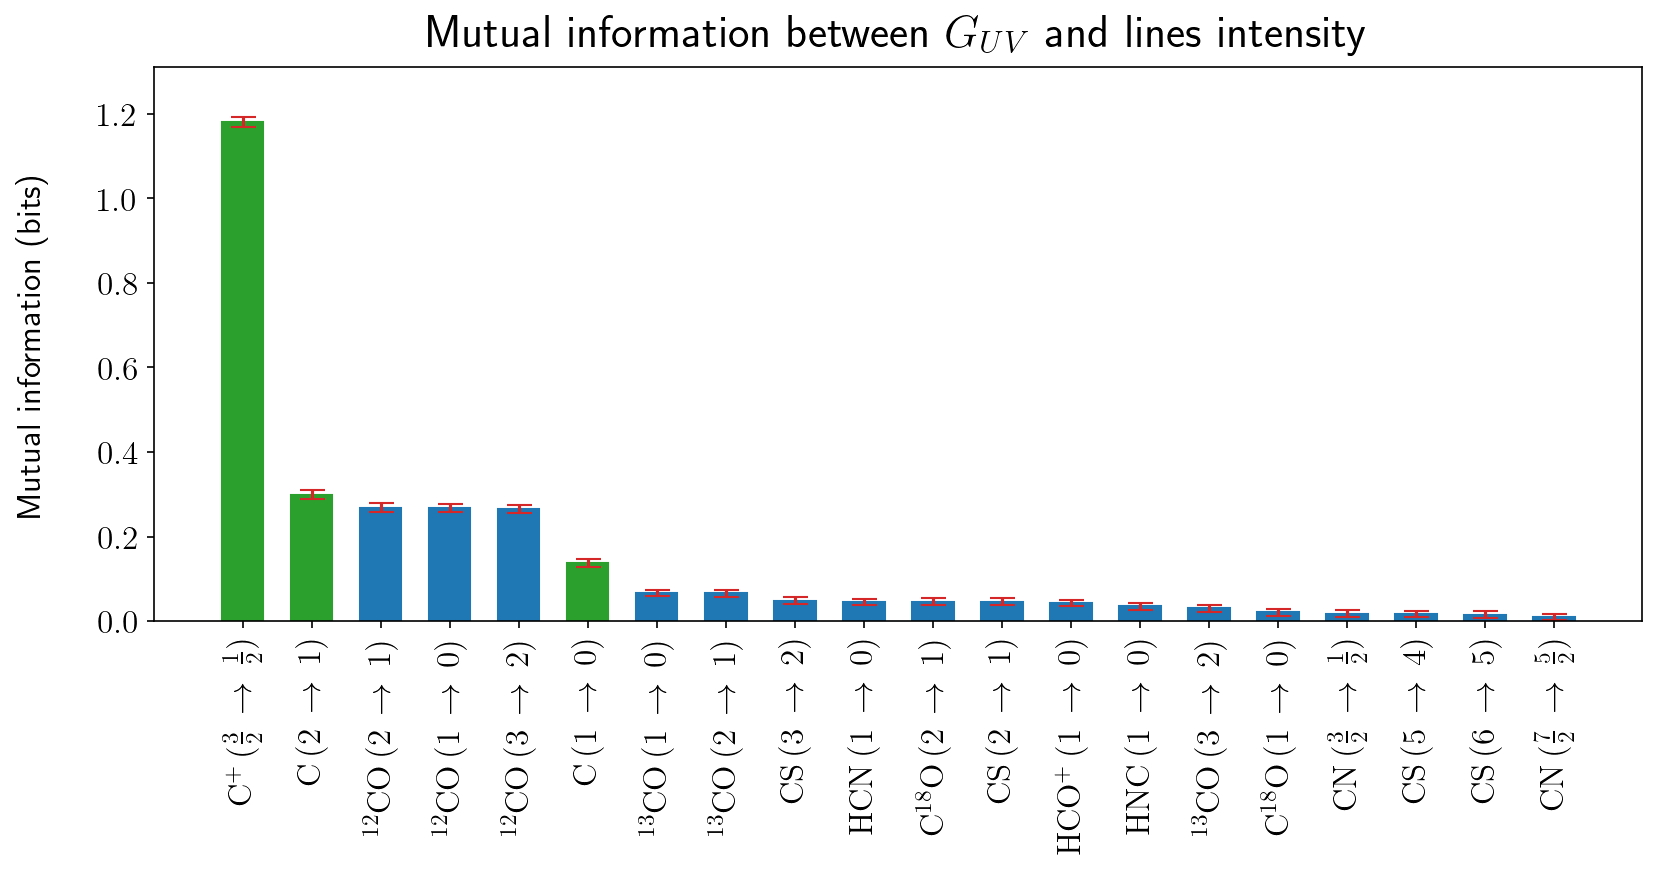 Mutual information between G_{UV} and lines intensity
Mutual information (bits)
1.2
1.0
0.8
0.6
0.4
0.2
0.0
C⁺ (3/2 → 1/2)
C (2 → 1)
¹²CO (2 → 1)
¹²CO (1 → 0)
¹²CO (3 → 2)
C (1 → 0)
¹³CO (1 → 0)
¹³CO (2 → 1)
CS (3 → 2)
HCN (1 → 0)
C¹⁸O (2 → 1)
CS (2 → 1)
HCO⁺ (1 → 0)
HNC (1 → 0)
¹³CO (3 → 2)
C¹⁸O (1 → 0)
CN (3/2 → 1/2)
CS (5 → 4)
CS (6 → 5)
CN (7/2 → 5/2)